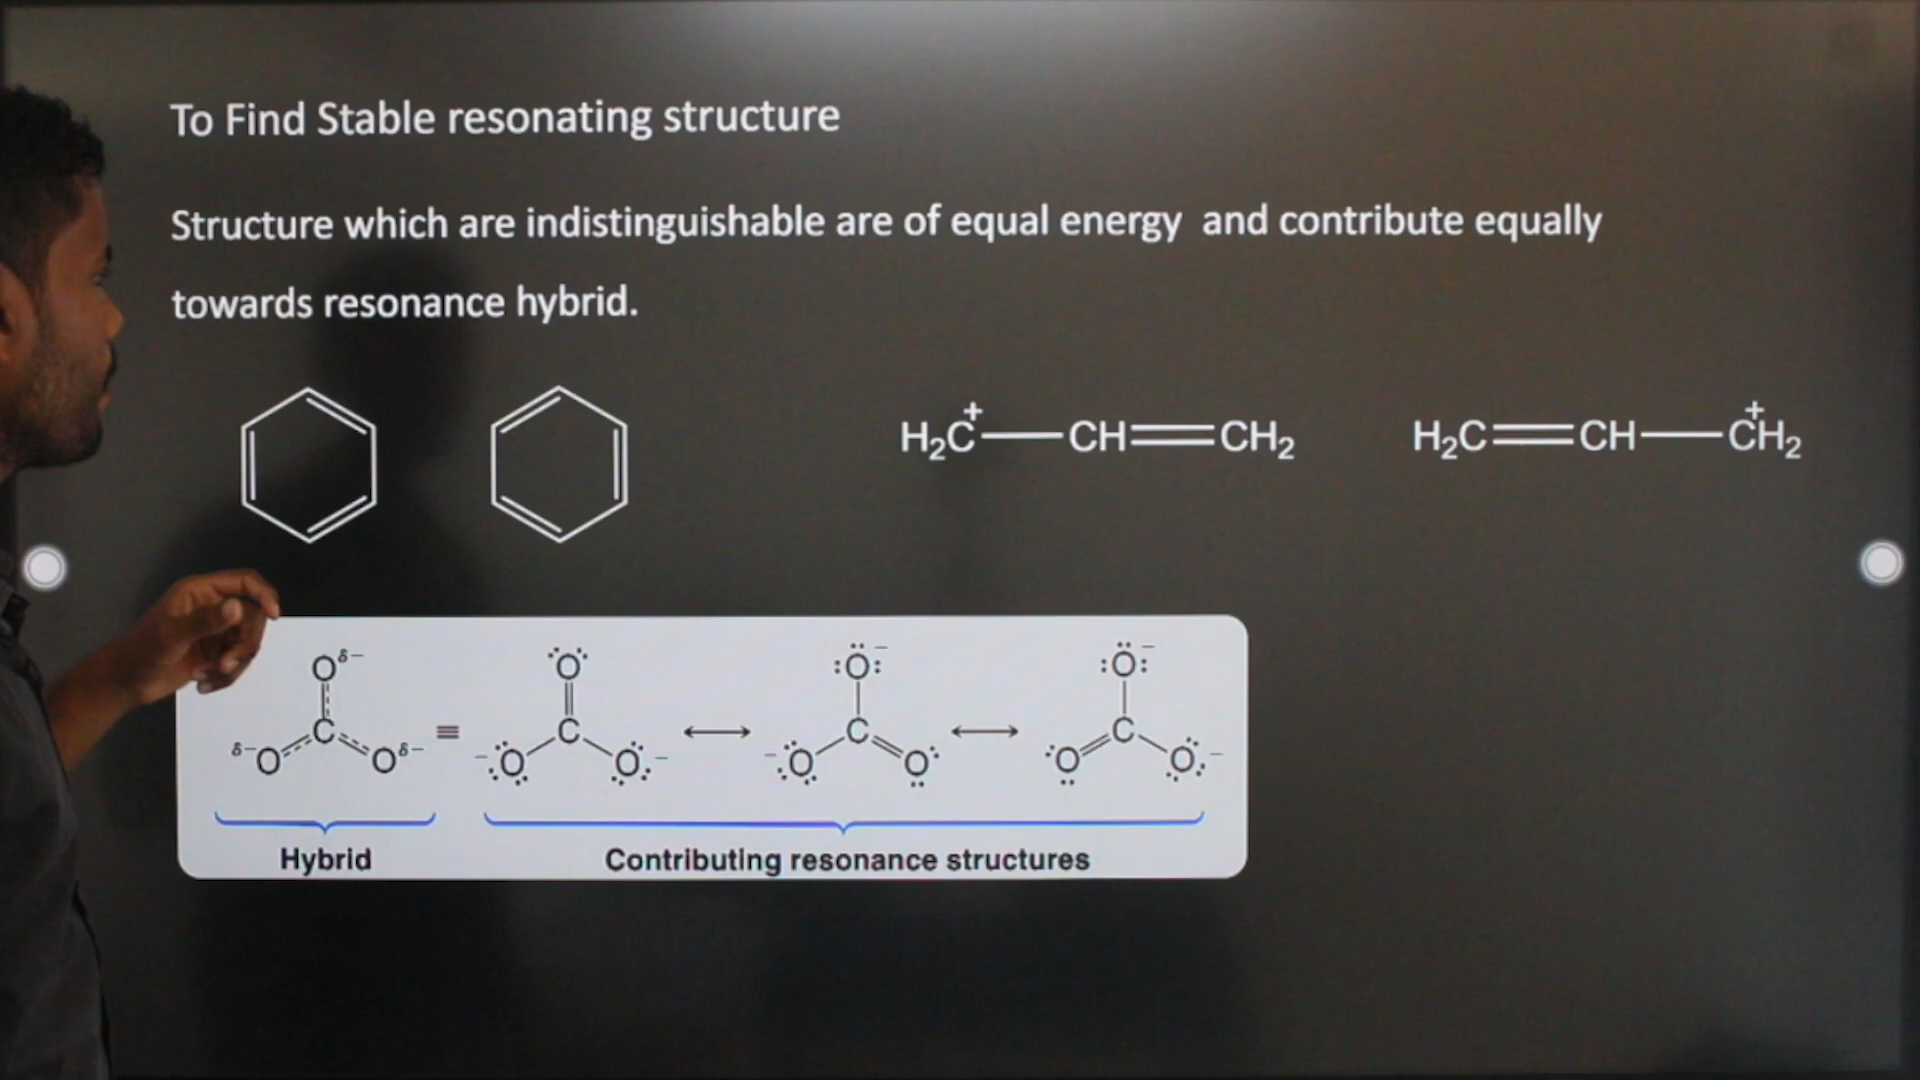 To Find Stable resonating structure
Structure which are indistinguishable are of equal energy and contribute equally
towards resonance hybrid.
H₂C⁺—CH=CH₂ H₂C=CH—C⁺H₂
O^δ− :O: :Ö:⁻ :Ö:⁻
C ≡ C ↔ C ↔ C
δ−O O^δ− ⁻:Ö: :Ö:⁻ ⁻:Ö: Ö: :Ö Ö:⁻
Hybrid Contributing resonance structures